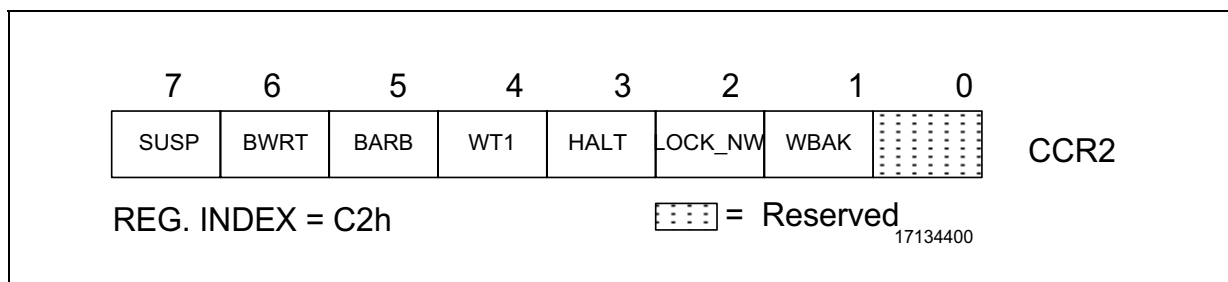 7 6 5 4 3 2 1 0
SUSP BWRT BARB WT1 HALT LOCK_NW WBAK
CCR2
REG. INDEX = C2h
= Reserved
17134400